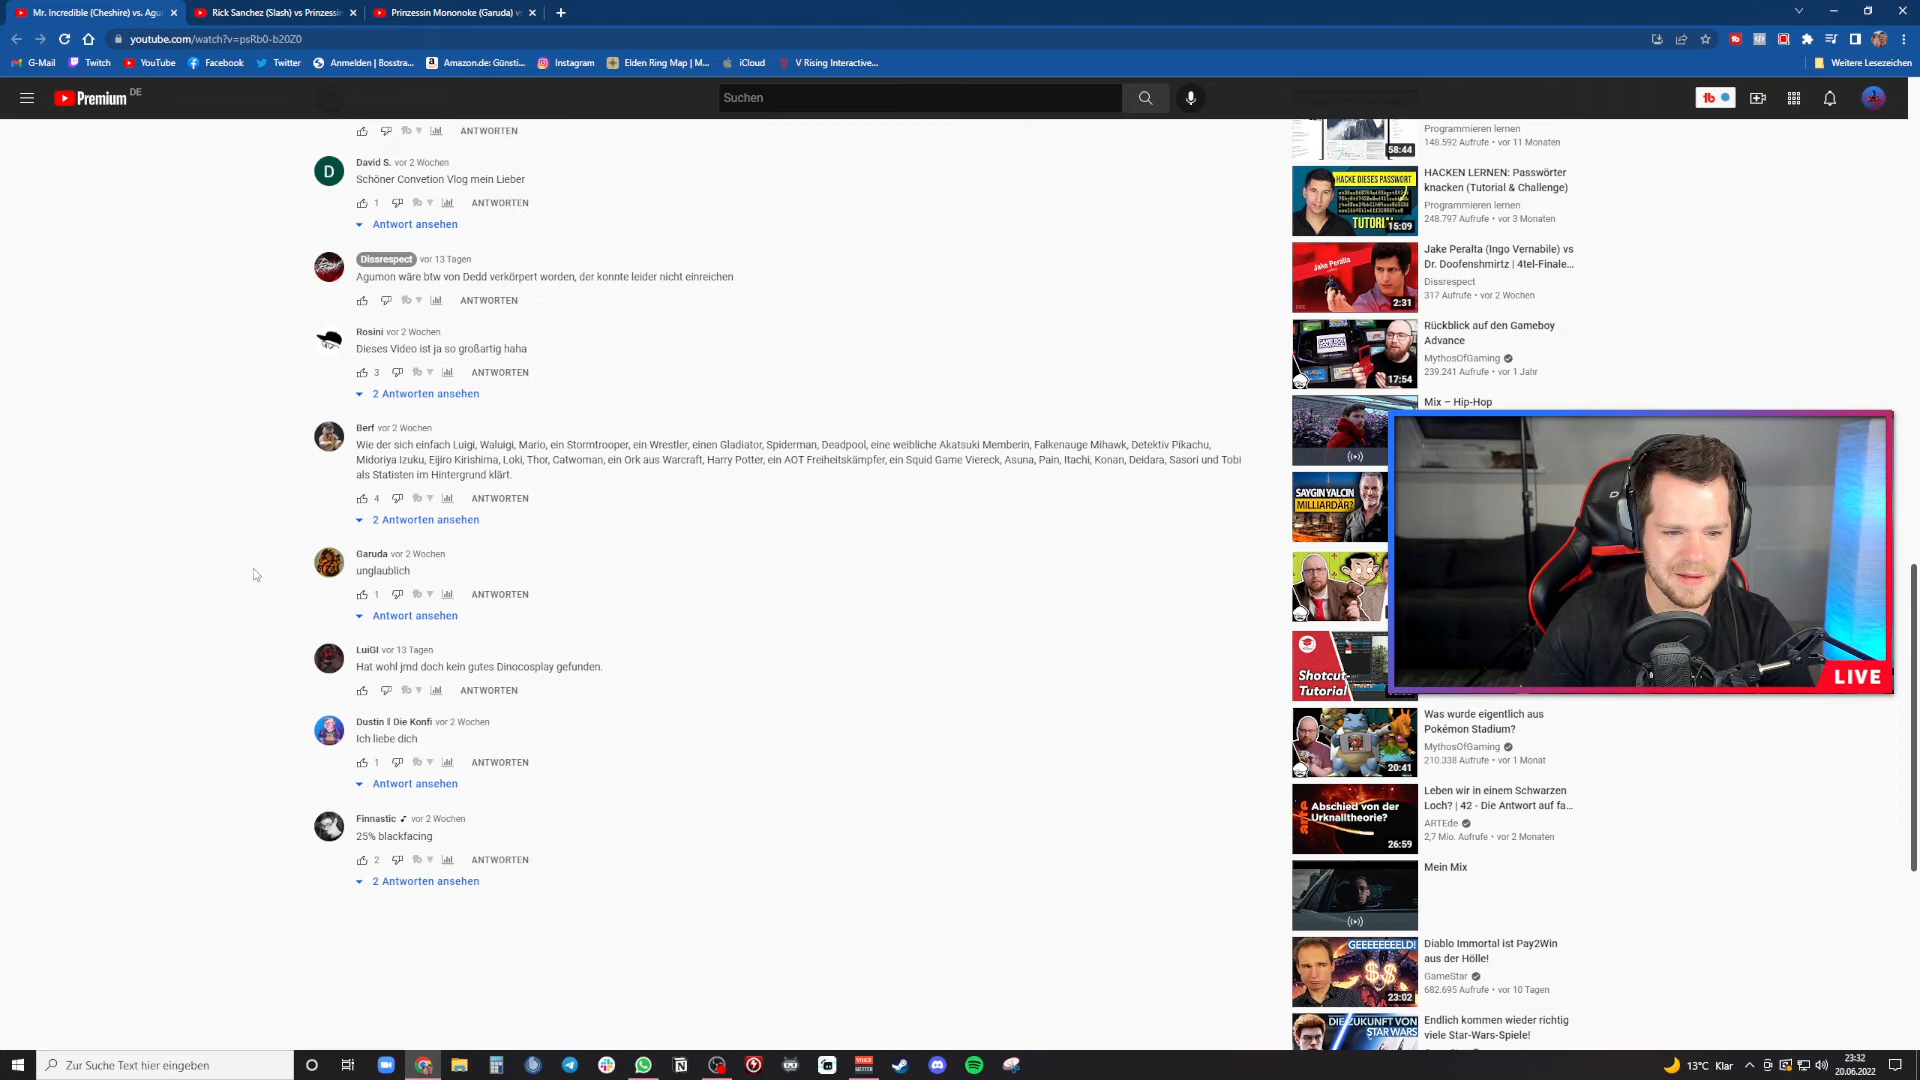 Mr. Incredible (Cheshire) vs. Agu
Rick Sanchez (Slash) vs Prinzessin
Prinzessin Mononoke (Garuda) v
youtube.com/watch?v=psRb0-b20Z0
G-Mail
Twitch
YouTube
Facebook
Twitter
Anmelden | Bosstra...
Amazon.de: Günsti...
Instagram
Elden Ring Map | M...
iCloud
V Rising Interactive...
Weitere Lesezeichen
Premium DE
Suchen
ANTWORTEN
David S. vor 2 Wochen
Schöner Convetion Vlog mein Lieber
1 ANTWORTEN
Antwort ansehen
Dissrespect vor 13 Tagen
Agumon wäre btw von Dedd verkörpert worden, der konnte leider nicht einreichen
ANTWORTEN
Rosini vor 2 Wochen
Dieses Video ist ja so großartig haha
3 ANTWORTEN
2 Antworten ansehen
Berf vor 2 Wochen
Wie der sich einfach Luigi, Waluigi, Mario, ein Stormtrooper, ein Wrestler, einen Gladiator, Spiderman, Deadpool, eine weibliche Akatsuki Memberin, Falkenauge Mihawk, Detektiv Pikachu,
Midoriya Izuku, Eijiro Kirishima, Loki, Thor, Catwoman, ein Ork aus Warcraft, Harry Potter, ein AOT Freiheitskämpfer, ein Squid Game Viereck, Asuna, Pain, Itachi, Konan, Deidara, Sasori und Tobi
als Statisten im Hintergrund klärt.
4 ANTWORTEN
2 Antworten ansehen
Garuda vor 2 Wochen
unglaublich
1 ANTWORTEN
Antwort ansehen
LuiGI vor 13 Tagen
Hat wohl jmd doch kein gutes Dinocosplay gefunden.
ANTWORTEN
Dustin ‖ Die Konfi vor 2 Wochen
Ich liebe dich
1 ANTWORTEN
Antwort ansehen
Finnastic vor 2 Wochen
25% blackfacing
2 ANTWORTEN
2 Antworten ansehen
Programmieren lernen
148.592 Aufrufe • vor 11 Monaten
58:44
HACKE DIESES PASSWORT
TUTORI
15:09
HACKEN LERNEN: Passwörter
knacken (Tutorial & Challenge)
Programmieren lernen
248.797 Aufrufe • vor 3 Monaten
Jake Peralta
2:31
Jake Peralta (Ingo Vernabile) vs
Dr. Doofenshmirtz | 4tel-Finale...
Dissrespect
317 Aufrufe • vor 2 Wochen
17:54
Rückblick auf den Gameboy
Advance
MythosOfGaming
239.241 Aufrufe • vor 1 Jahr
Mix – Hip-Hop
SAYGIN YALCIN
MILLIARDÄR?
Shotcut-
Tutorial
LIVE
20:41
Was wurde eigentlich aus
Pokémon Stadium?
MythosOfGaming
210.338 Aufrufe • vor 1 Monat
arte
Abschied von der
Urknalltheorie?
26:59
Leben wir in einem Schwarzen
Loch? | 42 - Die Antwort auf fa...
ARTEde
2,7 Mio. Aufrufe • vor 2 Monaten
Mein Mix
GEEEEEEELD!
23:02
Diablo Immortal ist Pay2Win
aus der Hölle!
GameStar
682.695 Aufrufe • vor 10 Tagen
DIE ZUKUNFT VON
STAR WARS
Endlich kommen wieder richtig
viele Star-Wars-Spiele!
Zur Suche Text hier eingeben
VOICE
MEETER
13°C Klar
23:32
20.06.2022